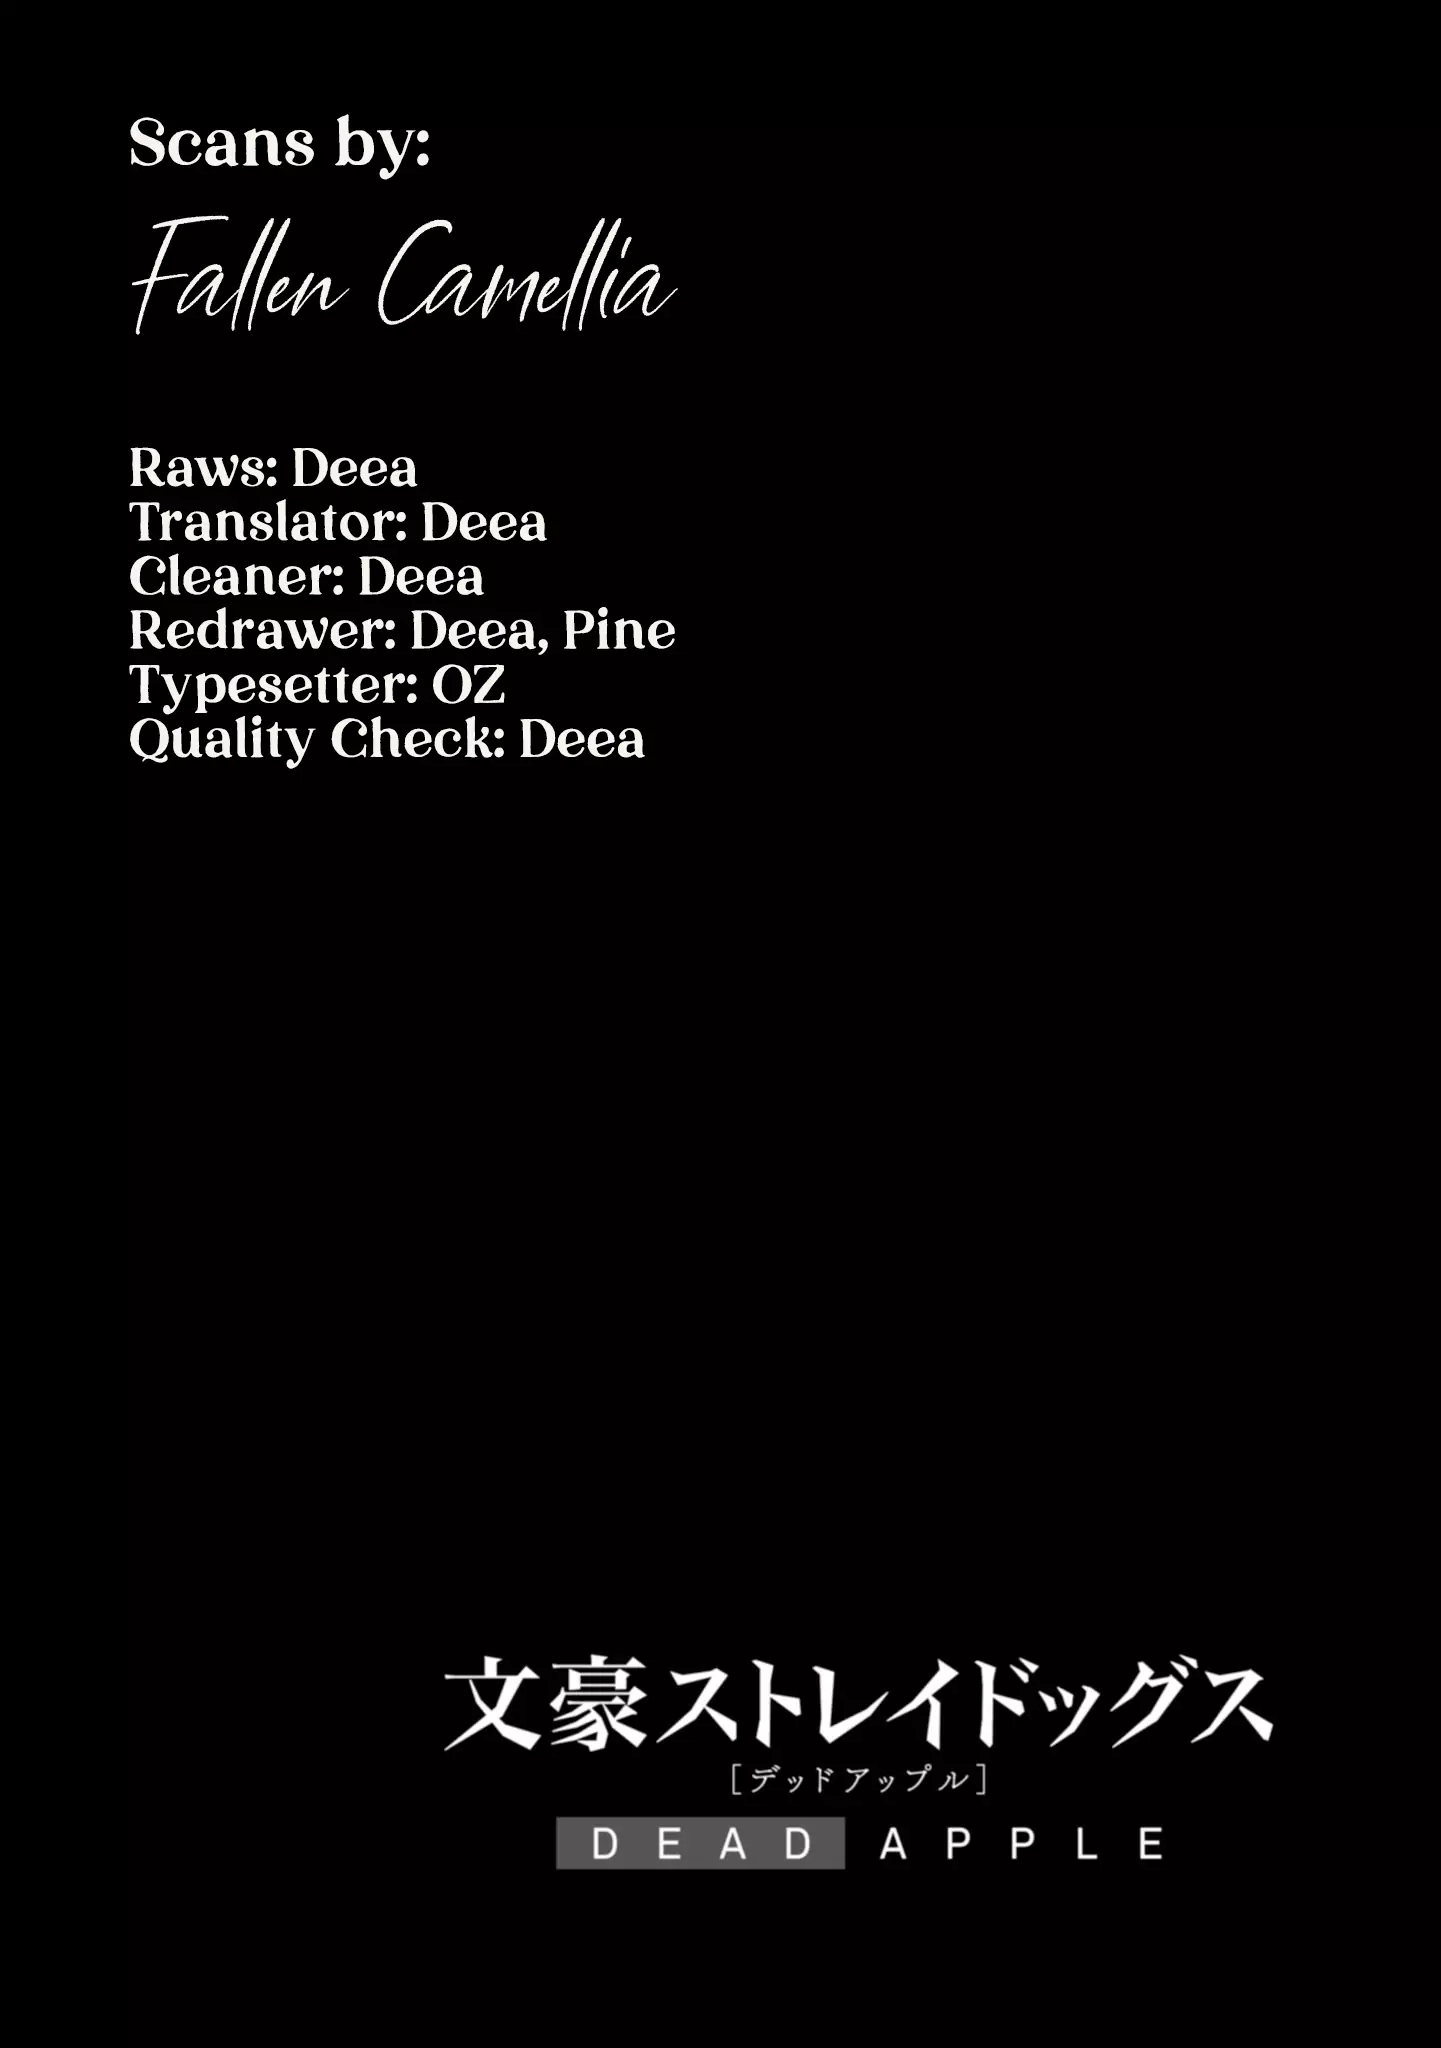 Scans by:
Fallen Camellia
Raws: Deea
Translator: Deea
Cleaner: Deea
Redrawer: Deea, Pine
Typesetter: OZ
Quality Check: Deea
文豪ストレイドッグス
[デッドアップル]
DEAD APPLE